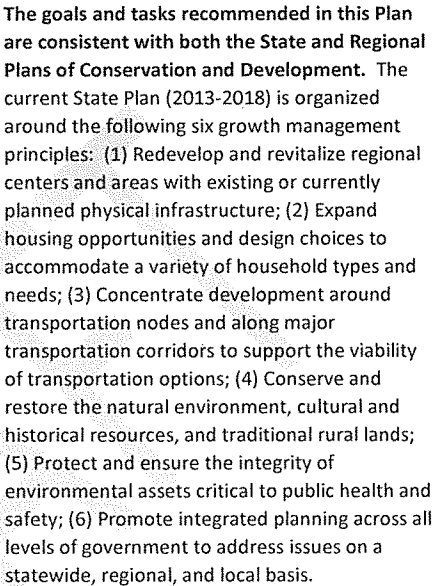 The goals and tasks recommended in this Plan
are consistent with both the State and Regional
Plans of Conservation and Development. The
current State Plan (2013-2018) is organized
around the following six growth management
principles: (1) Redevelop and revitalize regional
centers and areas with existing or currently
planned physical infrastructure; (2) Expand
housing opportunities and design choices to
accommodate a variety of household types and
needs; (3) Concentrate development around
transportation nodes and along major
transportation corridors to support the viability
of transportation options; (4) Conserve and
restore the natural environment, cultural and
historical resources, and traditional rural lands;
(5) Protect and ensure the integrity of
environmental assets critical to public health and
safety; (6) Promote integrated planning across all
levels of government to address issues on a
statewide, regional, and local basis.